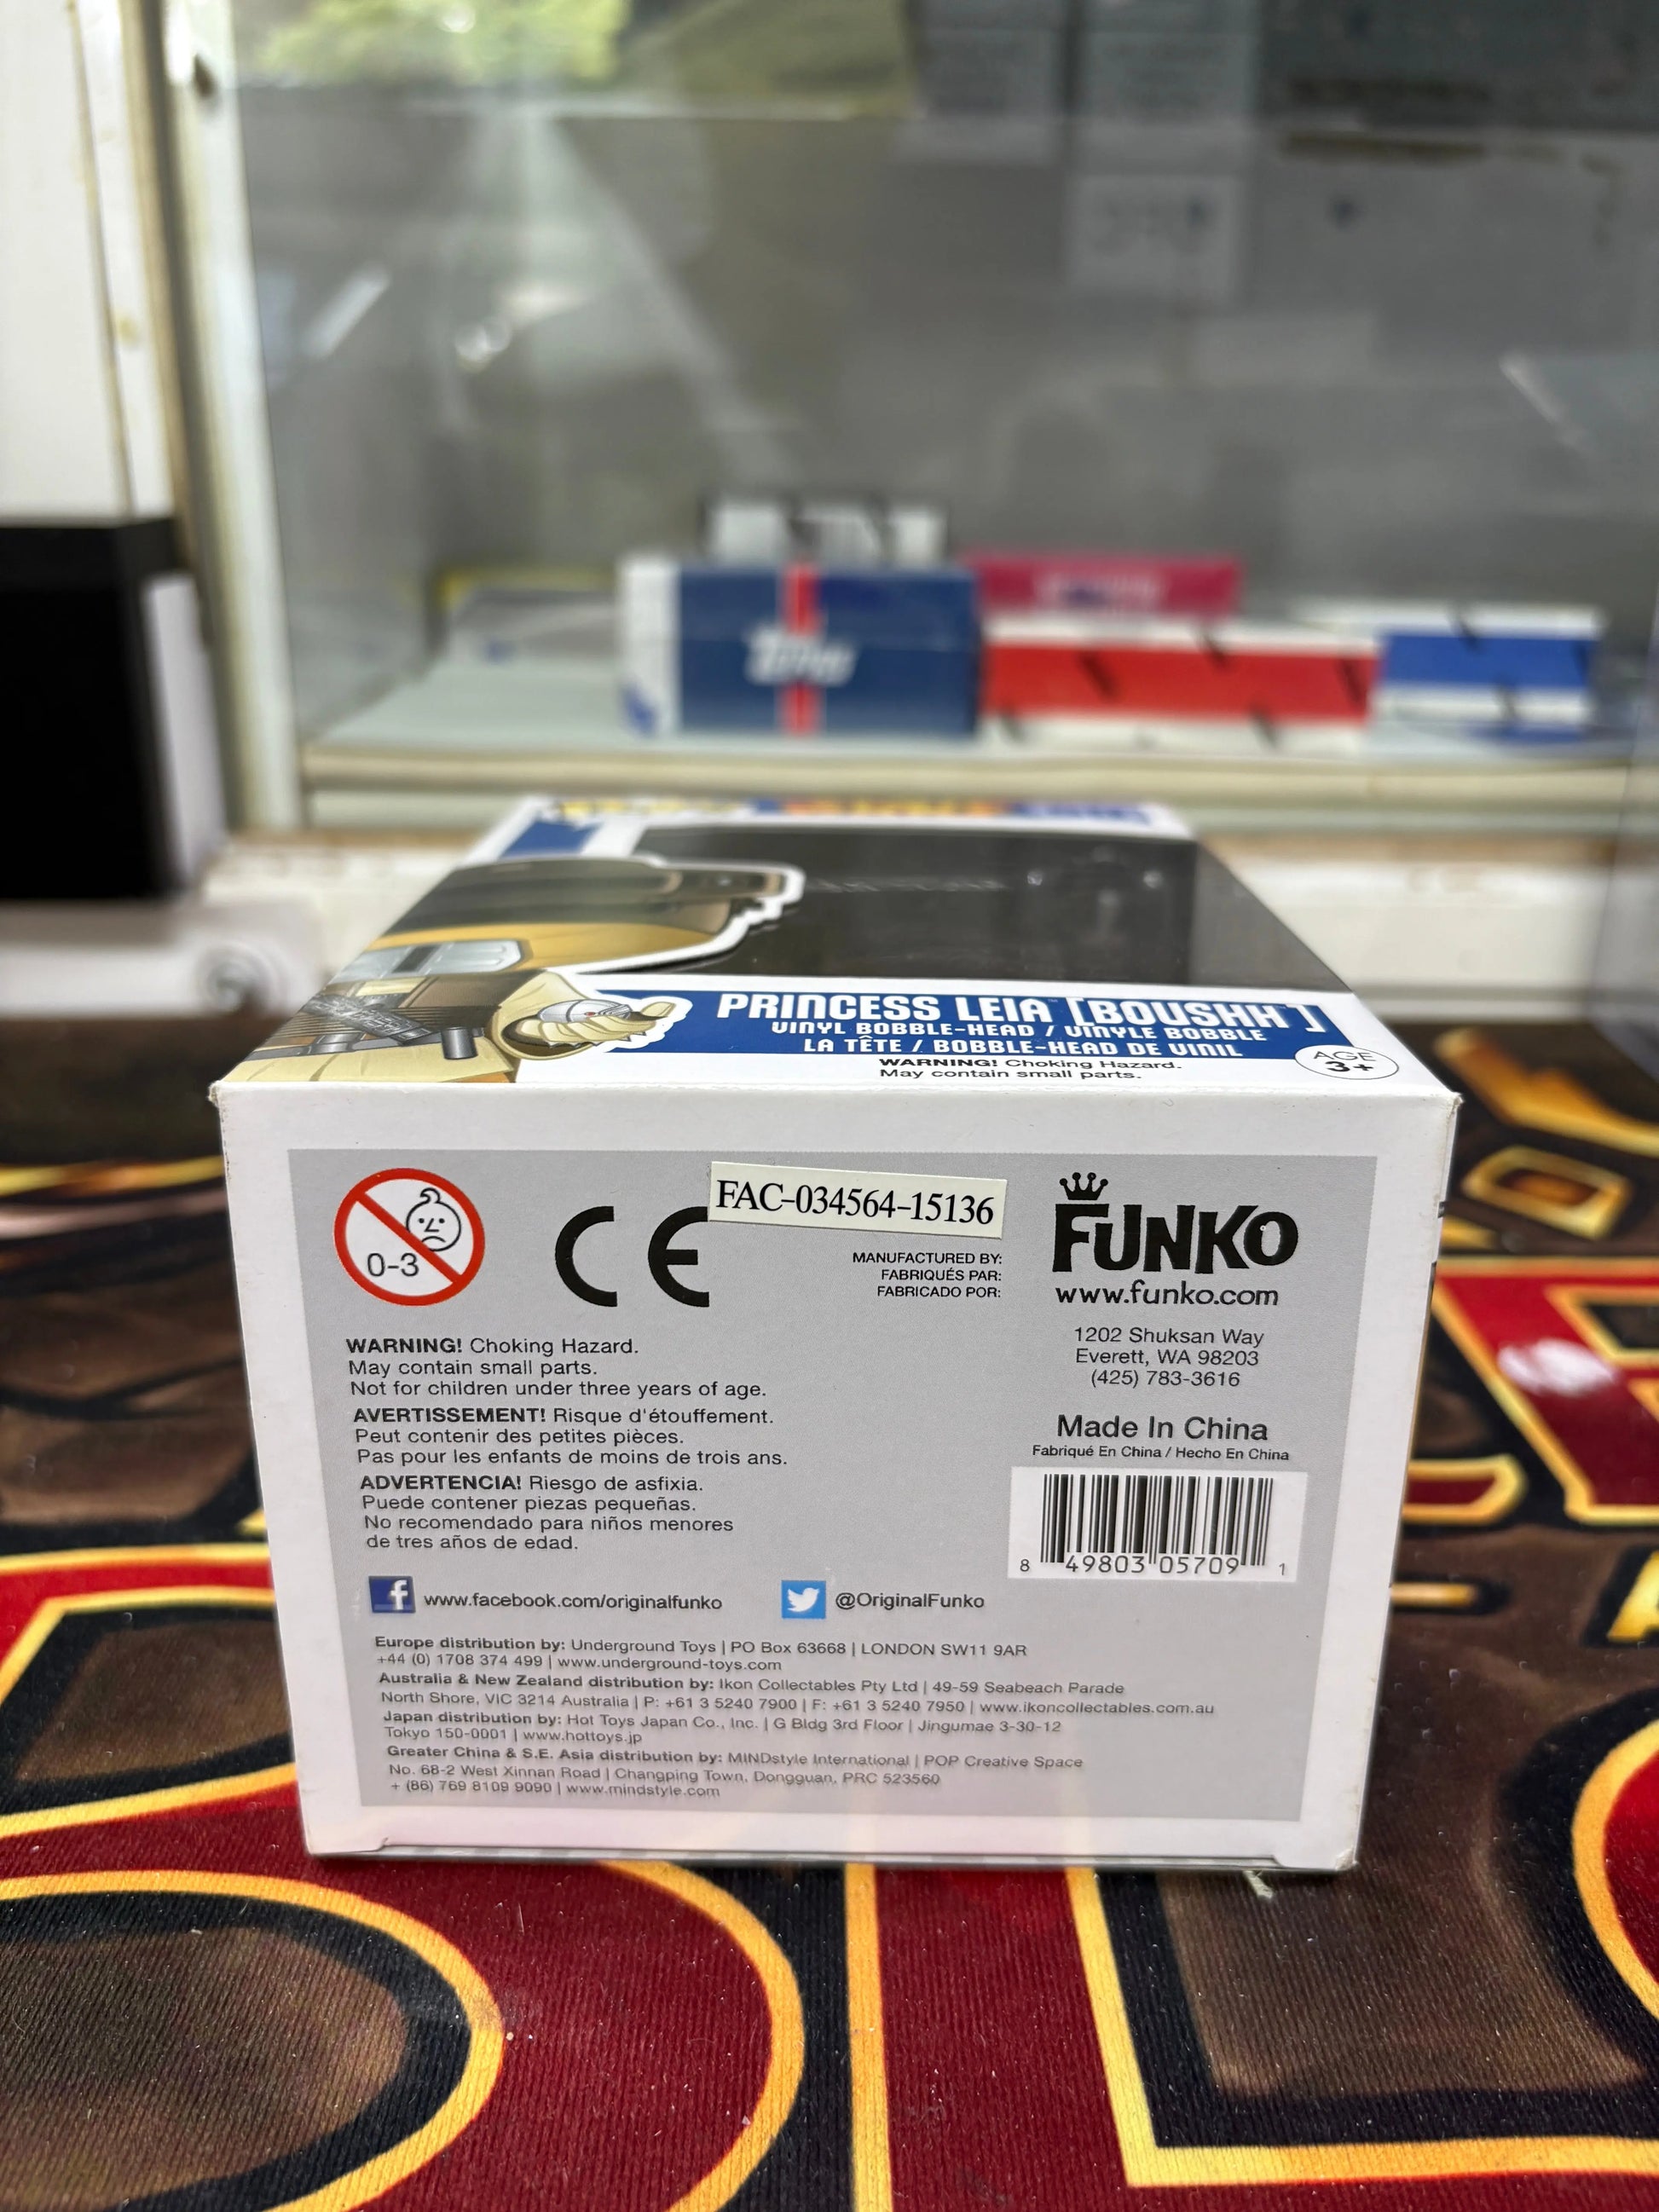 topps
PRINCESS LEIA™ [BOUSHH™]
VINYL BOBBLE-HEAD / VINYLE BOBBLE
LA TÊTE / BOBBLE-HEAD DE VINIL
WARNING! Choking Hazard.
May contain small parts.
AGE
3+
0-3
CE
FAC-034564-15136
MANUFACTURED BY:
FABRIQUÉS PAR:
FABRICADO POR:
FUNKO
www.funko.com
1202 Shuksan Way
Everett, WA 98203
(425) 783-3616
Made In China
Fabriqué En China / Hecho En China
8 49803 05709 1
WARNING! Choking Hazard.
May contain small parts.
Not for children under three years of age.
AVERTISSEMENT! Risque d'étouffement.
Peut contenir des petites pièces.
Pas pour les enfants de moins de trois ans.
ADVERTENCIA! Riesgo de asfixia.
Puede contener piezas pequeñas.
No recomendado para niños menores
de tres años de edad.
www.facebook.com/originalfunko
@OriginalFunko
Europe distribution by: Underground Toys | PO Box 63668 | LONDON SW11 9AR
+44 (0) 1708 374 499 | www.underground-toys.com
Australia & New Zealand distribution by: Ikon Collectables Pty Ltd | 49-59 Seabeach Parade
North Shore, VIC 3214 Australia | P: +61 3 5240 7900 | F: +61 3 5240 7950 | www.ikoncollectables.com.au
Japan distribution by: Hot Toys Japan Co., Inc. | G Bldg 3rd Floor | Jingumae 3-30-12
Tokyo 150-0001 | www.hottoys.jp
Greater China & S.E. Asia distribution by: MINDstyle International | POP Creative Space
No. 68-2 West Xinnan Road | Changping Town, Dongguan, PRC 523560
+ (86) 769 8109 9090 | www.mindstyle.com